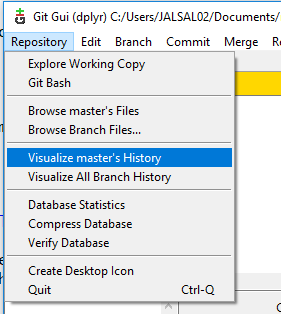 Git Gui (dplyr) C:/Users/JALSAL02/Documents/
Repository Edit Branch Commit Merge
Explore Working Copy
Git Bash
Browse master's Files
Browse Branch Files...
Visualize master's History
Visualize All Branch History
Database Statistics
Compress Database
Verify Database
Create Desktop Icon
Quit Ctrl-Q